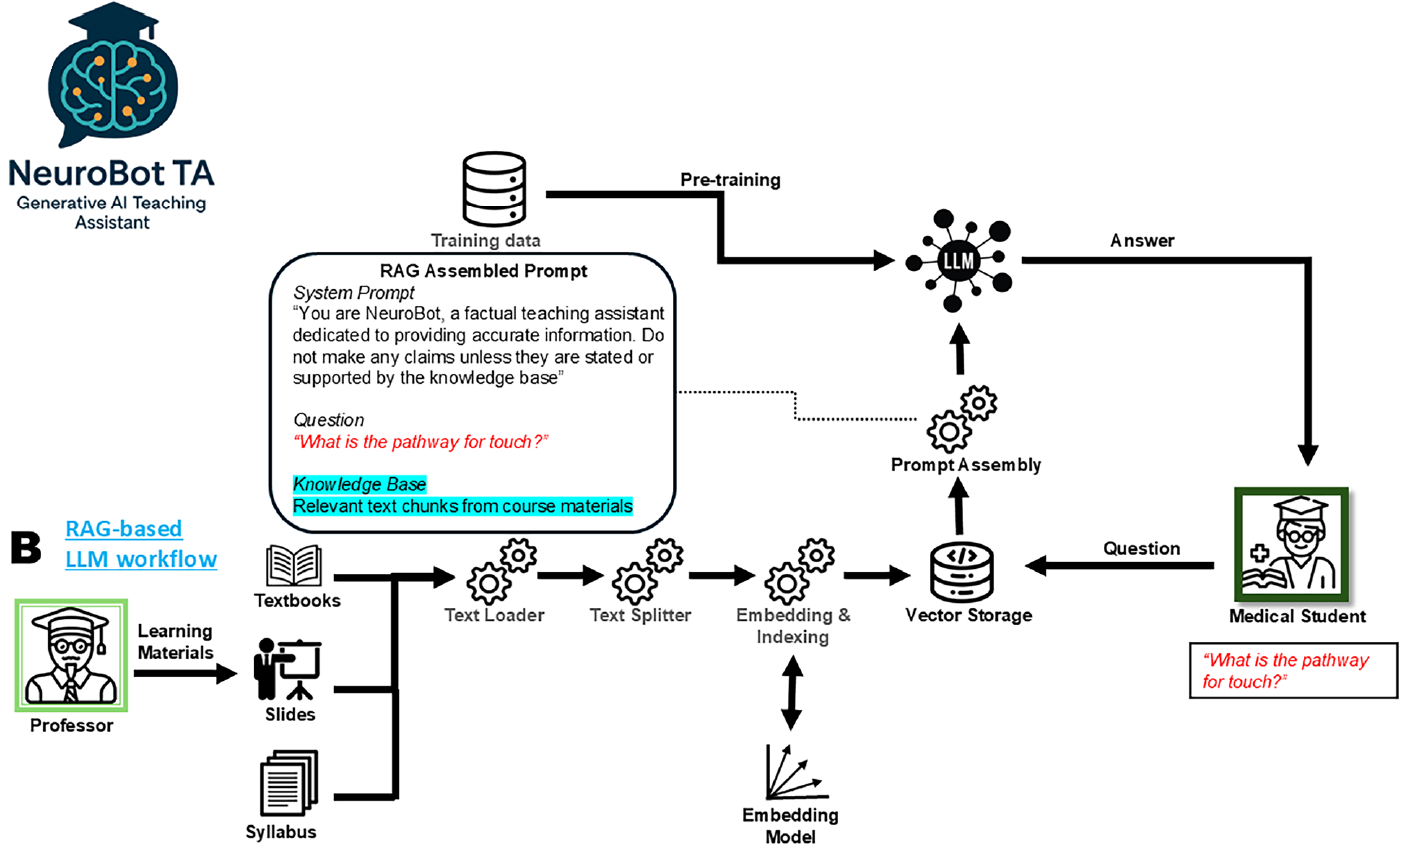 NeuroBot TA
Generative AI Teaching
Assistant
Training data
Pre-training
LLM
Answer
RAG Assembled Prompt
System Prompt
“You are NeuroBot, a factual teaching assistant
dedicated to providing accurate information. Do
not make any claims unless they are stated or
supported by the knowledge base”
Question
“What is the pathway for touch?”
Knowledge Base
Relevant text chunks from course materials
Prompt Assembly
B
RAG-based
LLM workflow
Professor
Learning
Materials
Textbooks
Slides
Syllabus
Text Loader
Text Splitter
Embedding &
Indexing
Embedding
Model
Vector Storage
Question
Medical Student
“What is the pathway
for touch?”